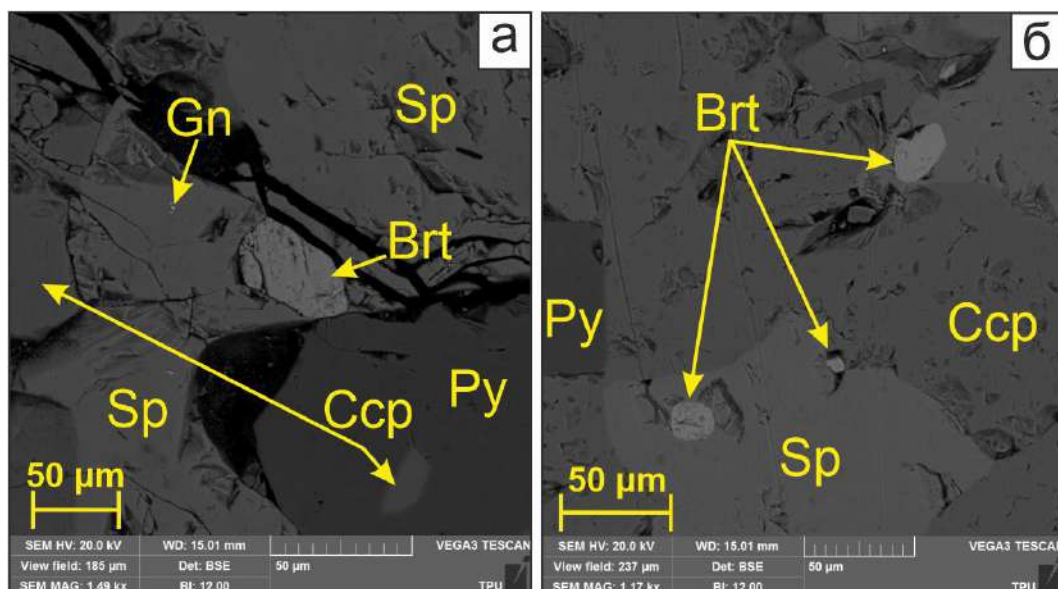 а
Sp
Gn
Brt
Sp
Ccp
Py
50 µm
SEM HV: 20.0 kV WD: 15.01 mm VEGA3 TESCAN
View field: 185 µm Det: BSE 50 µm
SEM MAG: 1.49 kx BI: 12.00 TPU
б
Brt
Py
Ccp
Sp
50 µm
SEM HV: 20.0 kV WD: 15.01 mm VEGA3 TESCAN
View field: 237 µm Det: BSE 50 µm
SEM MAG: 1.17 kx BI: 12.00 TPU